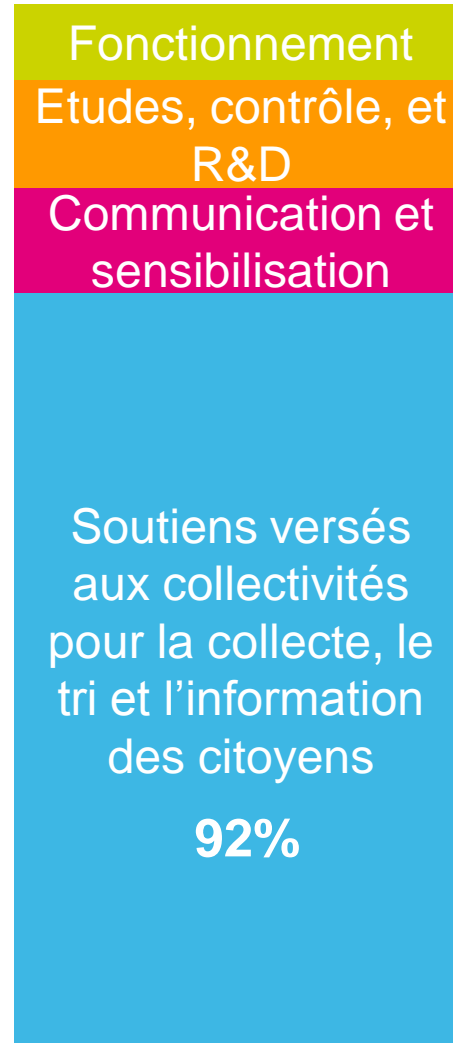 Fonctionnement
Etudes, contrôle, et
R&D
Communication et
sensibilisation
Soutiens versés
aux collectivités
pour la collecte, le
tri et l’information
des citoyens
92%